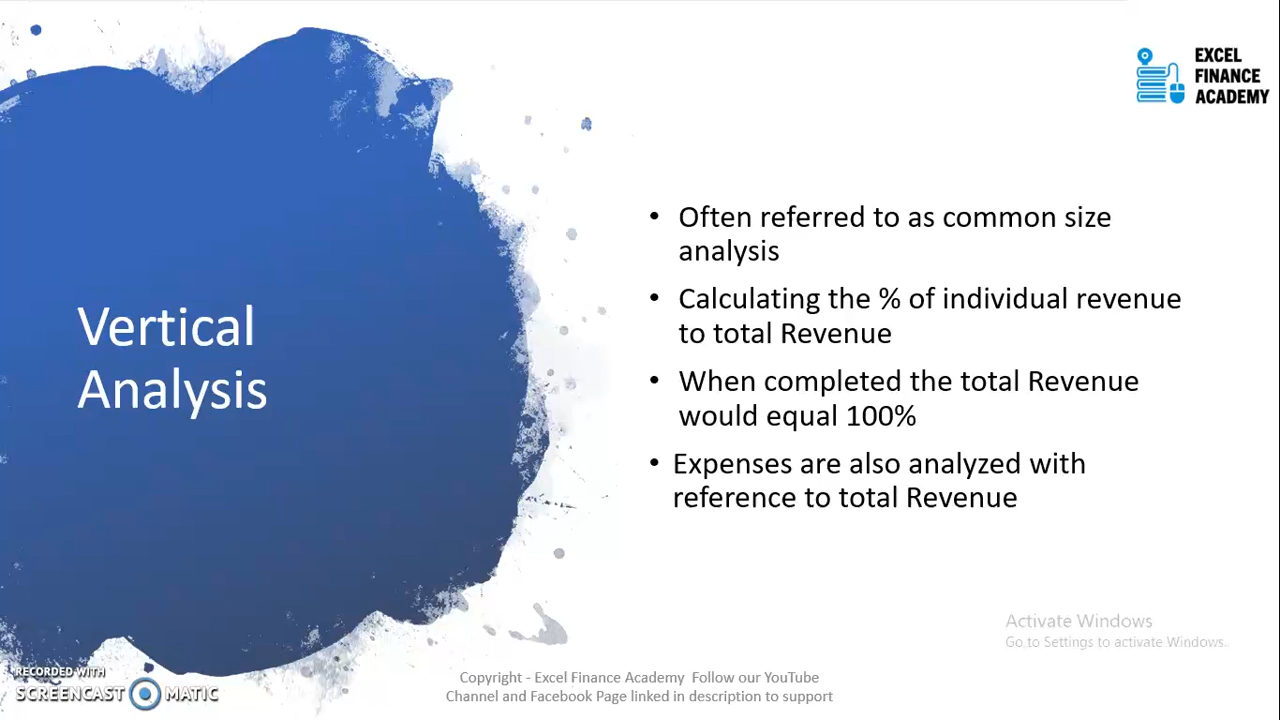 EXCEL
FINANCE
ACADEMY
Vertical
Analysis
• Often referred to as common size
analysis
• Calculating the % of individual revenue
to total Revenue
• When completed the total Revenue
would equal 100%
• Expenses are also analyzed with
reference to total Revenue
Activate Windows
Go to Settings to activate Windows.
RECORDED WITH
SCREENCAST MATIC
Copyright - Excel Finance Academy Follow our YouTube
Channel and Facebook Page linked in description to support